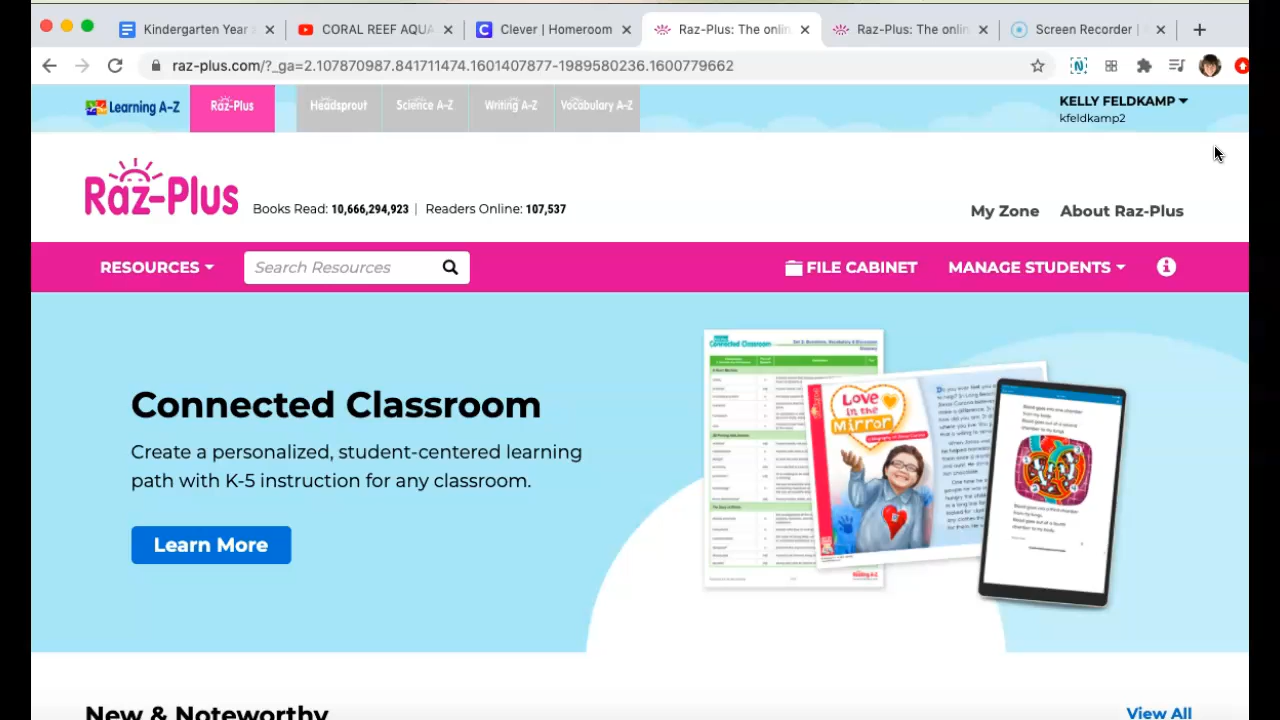 Kindergarten Year
CORAL REEF AQUA
Clever | Homeroom
Raz-Plus: The onlin
Raz-Plus: The onlin
Screen Recorder |
raz-plus.com/?_ga=2.107870987.841711474.1601407877-1989580236.1600779662
Learning A-Z
Raz-Plus
Headsprout
Science A-Z
Writing A-Z
Vocabulary A-Z
KELLY FELDKAMP
kfeldkamp2
Raz-Plus
Books Read: 10,666,294,923 | Readers Online: 107,537
My Zone
About Raz-Plus
RESOURCES
Search Resources
FILE CABINET
MANAGE STUDENTS
Connected Classroom
Create a personalized, student-centered learning
path with K-5 instruction for any classroom.
Learn More
Connected Classroom
Love
in the
Mirror
New & Noteworthy
View All